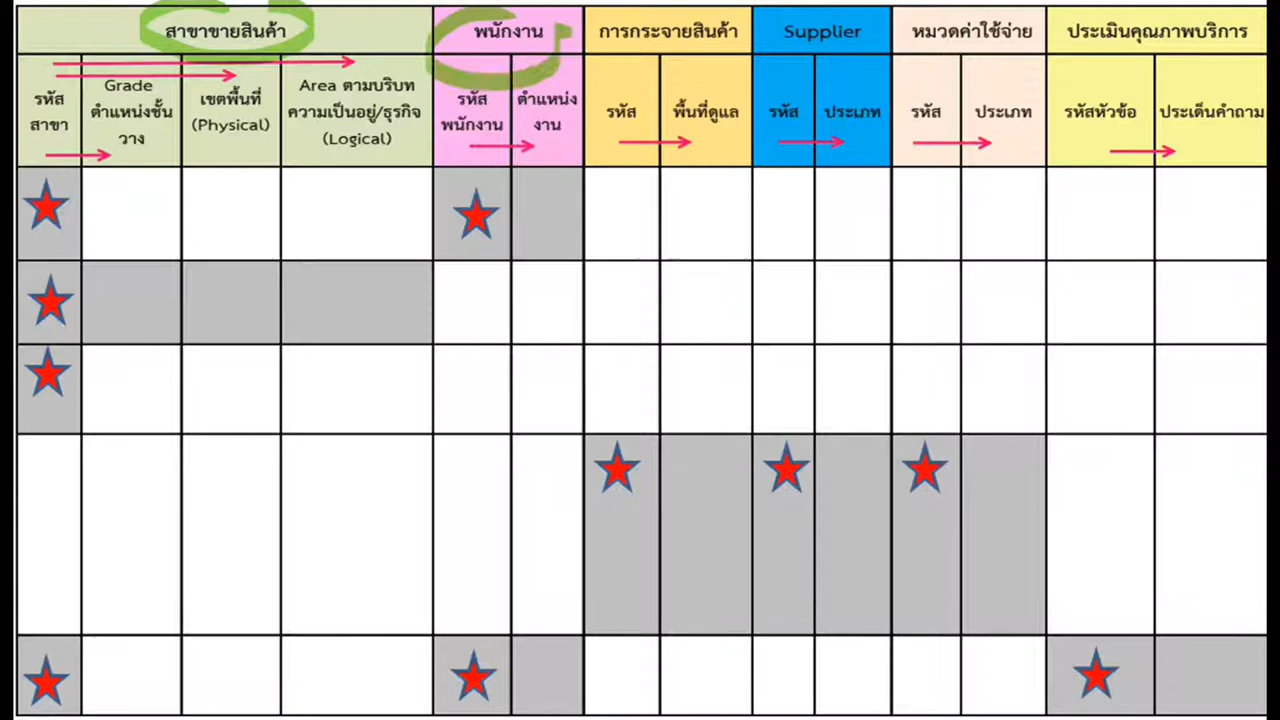 สาขาขายสินค้า
พนักงาน
การกระจายสินค้า
Supplier
หมวดค่าใช้จ่าย
ประเมินคุณภาพบริการ
รหัส
สาขา
Grade
ตำแหน่งชั้น
วาง
เขตพื้นที่
(Physical)
Area ตามบริบท
ความเป็นอยู่/ธุรกิจ
(Logical)
รหัส
พนักงาน
ตำแหน่ง
งาน
รหัส
พื้นที่ดูแล
รหัส
ประเภท
รหัส
ประเภท
รหัสหัวข้อ
ประเด็นคำถาม